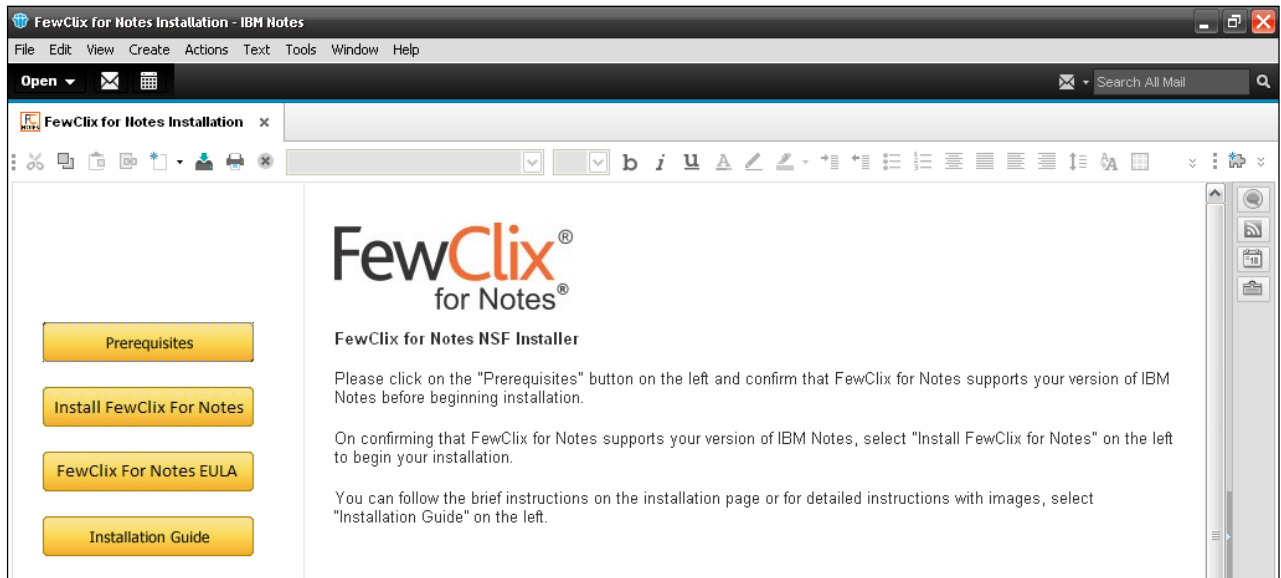 FewClix for Notes Installation - IBM Notes
File Edit View Create Actions Text Tools Window Help
Open
Search All Mail
FewClix for Notes Installation x
b i u A
FewClix®
for Notes®
Prerequisites
Install FewClix For Notes
FewClix For Notes EULA
Installation Guide
FewClix for Notes NSF Installer
Please click on the "Prerequisites" button on the left and confirm that FewClix for Notes supports your version of IBM
Notes before beginning installation.
On confirming that FewClix for Notes supports your version of IBM Notes, select "Install FewClix for Notes" on the left
to begin your installation.
You can follow the brief instructions on the installation page or for detailed instructions with images, select
"Installation Guide" on the left.